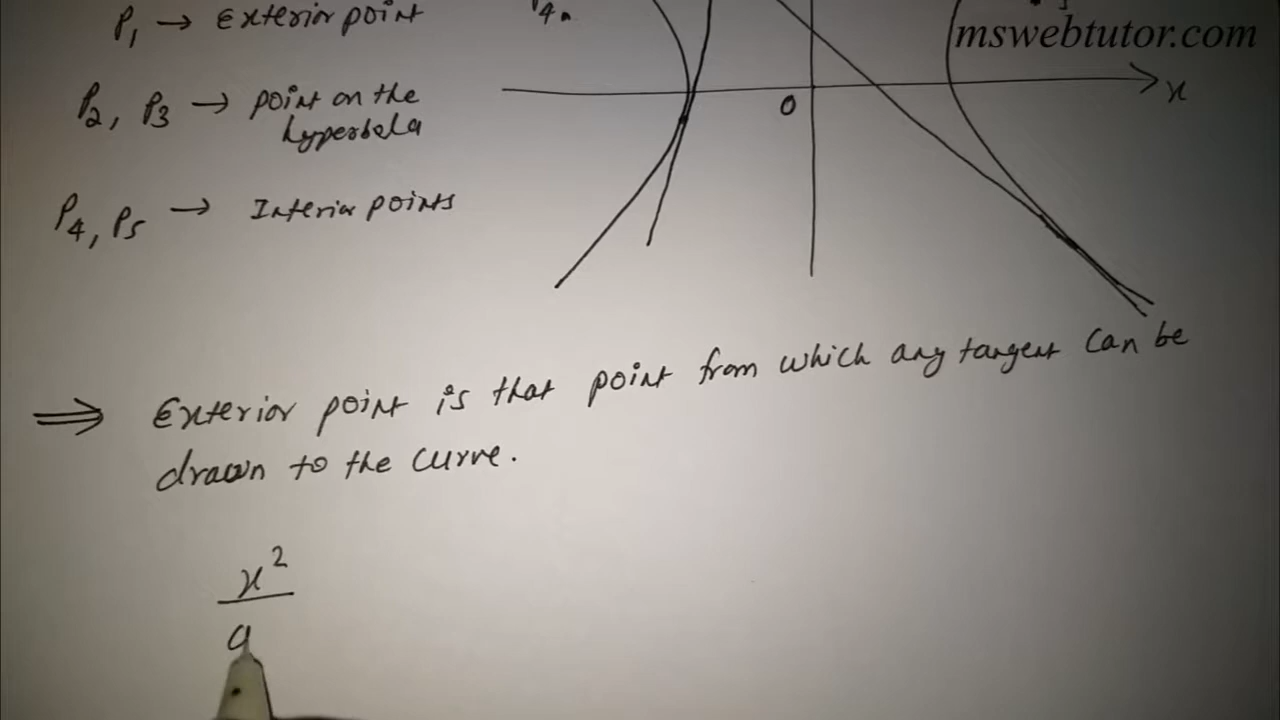 P1 → Exterior point
P4
mswebtutor.com
P2, P3 → point on the
hyperbola
x
O
P4, P5 → Interior points
⇒ Exterior point is that point from which any tangent can be
drawn to the curve.
x²
a